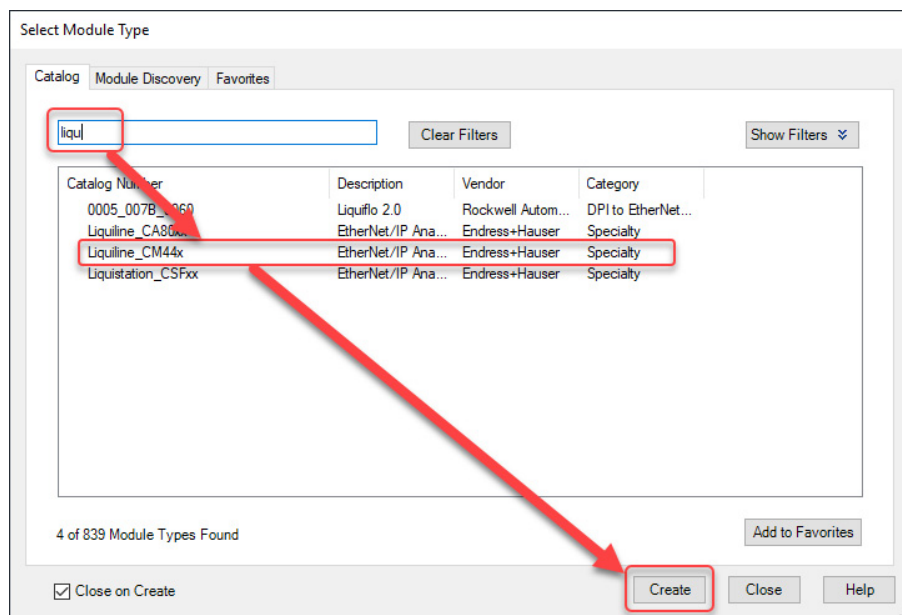 Select Module Type
Catalog Module Discovery Favorites
liqu
Clear Filters
Show Filters
Catalog Number Description Vendor Category
Liquiflo 2.0 Rockwell Autom... DPI to EtherNet...
EtherNet/IP Ana... Endress+Hauser Specialty
Liquiline_CM44x EtherNet/IP Ana... Endress+Hauser Specialty
Liquistation_CSFxx EtherNet/IP Ana... Endress+Hauser Specialty
4 of 839 Module Types Found
Add to Favorites
Close on Create
Create
Close
Help